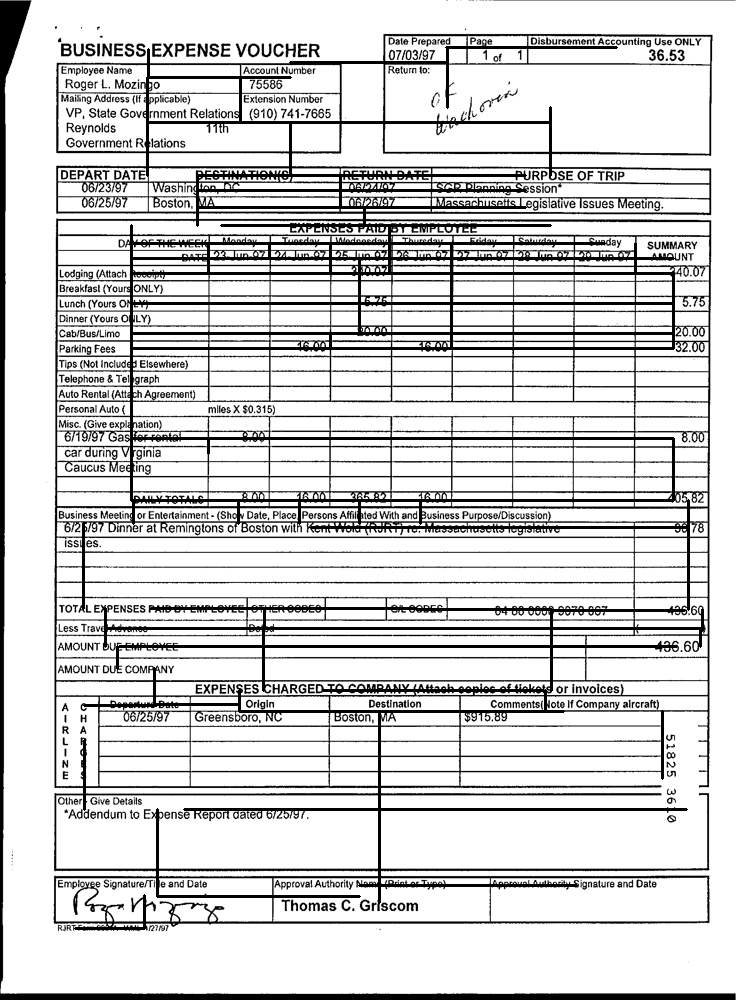 BUSINESS EXPENSE VOUCHER
Date Prepared Page Disbursement Accounting Use ONLY
07/03/97 1 of 1 36.53
Employee Name Account Number Return to:
Roger L. Mozingo 75586
Mailing Address (If applicable) Extension Number
VP, State Government Relations (910) 741-7665
Reynolds 11th
Government Relations
OK
Wachovia
DEPART DATE DESTINATION(S) RETURN DATE PURPOSE OF TRIP
06/23/97 Washington, DC 06/24/97 SGR Planning Session*
06/25/97 Boston, MA 06/26/97 Massachusetts Legislative Issues Meeting.
EXPENSES PAID BY EMPLOYEE
DAY OF THE WEEK Monday Tuesday Wednesday Thursday Friday Saturday Sunday SUMMARY
DATE 23-Jun-97 24-Jun-97 25-Jun-97 26-Jun-97 27-Jun-97 28-Jun-97 29-Jun-97 AMOUNT
Lodging (Attach Receipt) 340.07 340.07
Breakfast (Yours ONLY)
Lunch (Yours ONLY) 5.75 5.75
Dinner (Yours ONLY)
Cab/Bus/Limo 20.00 20.00
Parking Fees 16.00 16.00 32.00
Tips (Not Included Elsewhere)
Telephone & Telegraph
Auto Rental (Attach Agreement)
Personal Auto ( miles X $0.315)
Misc. (Give explanation)
6/19/97 Gas for rental 8.00 8.00
car during Virginia
Caucus Meeting
DAILY TOTALS 8.00 16.00 365.82 16.00 405.82
Business Meeting or Entertainment - (Show Date, Place, Persons Affiliated With and Business Purpose/Discussion)
6/25/97 Dinner at Remingtons of Boston with Kent Wold (RJRT) re: Massachusetts legislative 30.78
issues.
TOTAL EXPENSES PAID BY EMPLOYEE OTHER CODES G/L CODES 436.60
Less Travel Advance Dated ( )
AMOUNT DUE EMPLOYEE 436.60
AMOUNT DUE COMPANY
EXPENSES CHARGED TO COMPANY (Attach copies of tickets or invoices)
AIRLINE CHARGES
Departure Date Origin Destination Comments(Note If Company aircraft)
06/25/97 Greensboro, NC Boston, MA $915.89
51825 3610
Other - Give Details
*Addendum to Expense Report dated 6/25/97.
Employee Signature/Title and Date Approval Authority Name (Print or Type) Approval Authority Signature and Date
Thomas C. Griscom